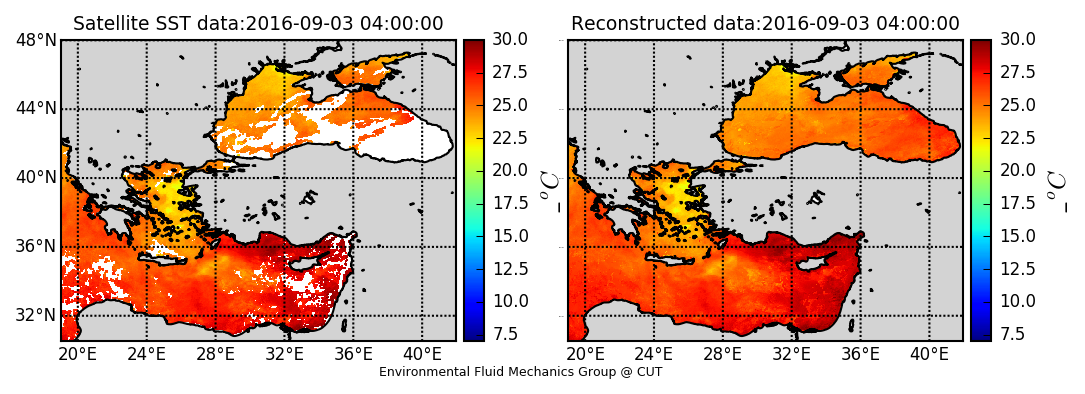 Satellite SST data:2016-09-03 04:00:00
48°N
44°N
40°N
36°N
32°N
20°E 24°E 28°E 32°E 36°E 40°E
30.0
27.5
25.0
22.5
20.0
17.5
15.0
12.5
10.0
7.5
_ °C
Reconstructed data:2016-09-03 04:00:00
20°E 24°E 28°E 32°E 36°E 40°E
30.0
27.5
25.0
22.5
20.0
17.5
15.0
12.5
10.0
7.5
_ °C
Environmental Fluid Mechanics Group @ CUT